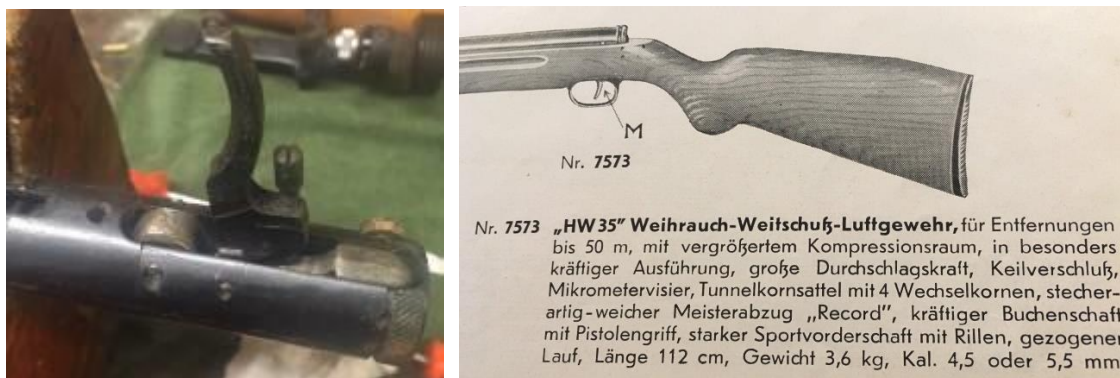 M
Nr. 7573
Nr. 7573 „HW 35" Weihrauch-Weitschuß-Luftgewehr, für Entfernungen
bis 50 m, mit vergrößertem Kompressionsraum, in besonders
kräftiger Ausführung, große Durchschlagskraft, Keilverschluß,
Mikrometervisier, Tunnelkornsattel mit 4 Wechselkornen, stecher-
artig-weicher Meisterabzug „Record", kräftiger Buchenschaft
mit Pistolengriff, starker Sportvorderschaft mit Rillen, gezogener
Lauf, Länge 112 cm, Gewicht 3,6 kg, Kal. 4,5 oder 5,5 mm